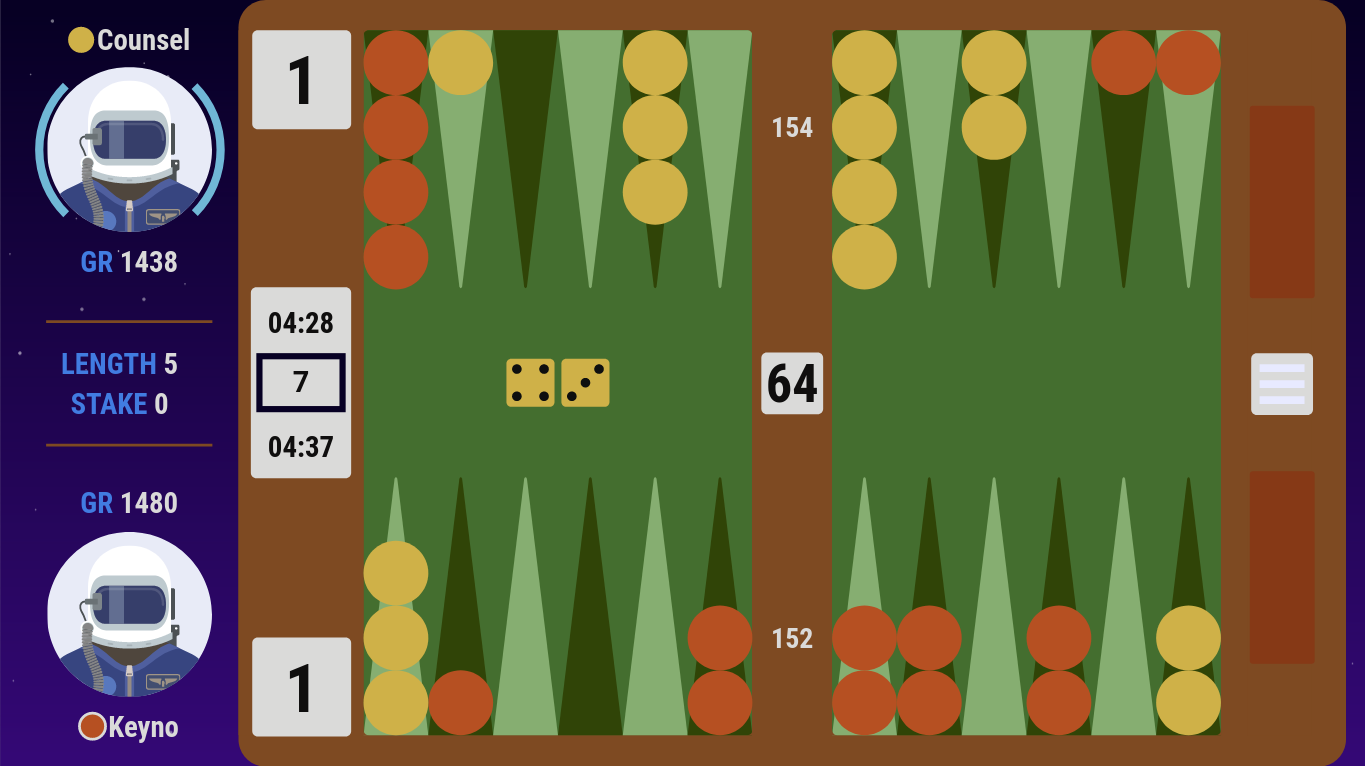 Counsel
GR 1438
LENGTH 5
STAKE 0
GR 1480
Keyno
1
04:28
7
04:37
1
154
64
152